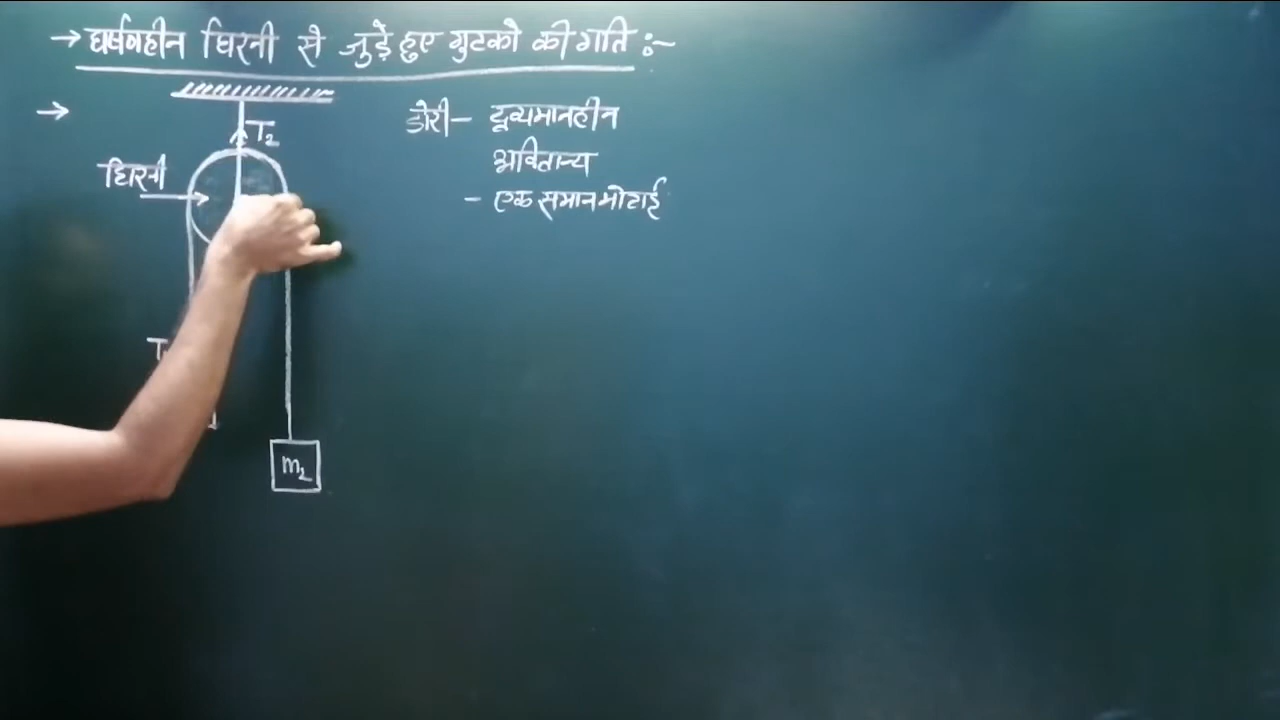 → घर्षणहीन घिरनी से जुड़े हुए गुटको की गति :-
→
T₂
घिरनी
डोरी - द्रव्यमानहीन
अवितान्य
- एक समान मोटाई
T
m₂